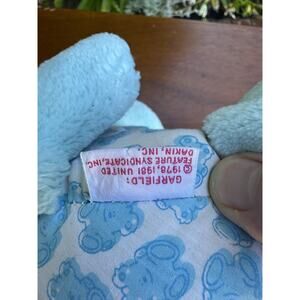 GARFIELD:
© 1978, 1981 UNITED
FEATURE SYNDICATE, INC.
DAKIN, INC.